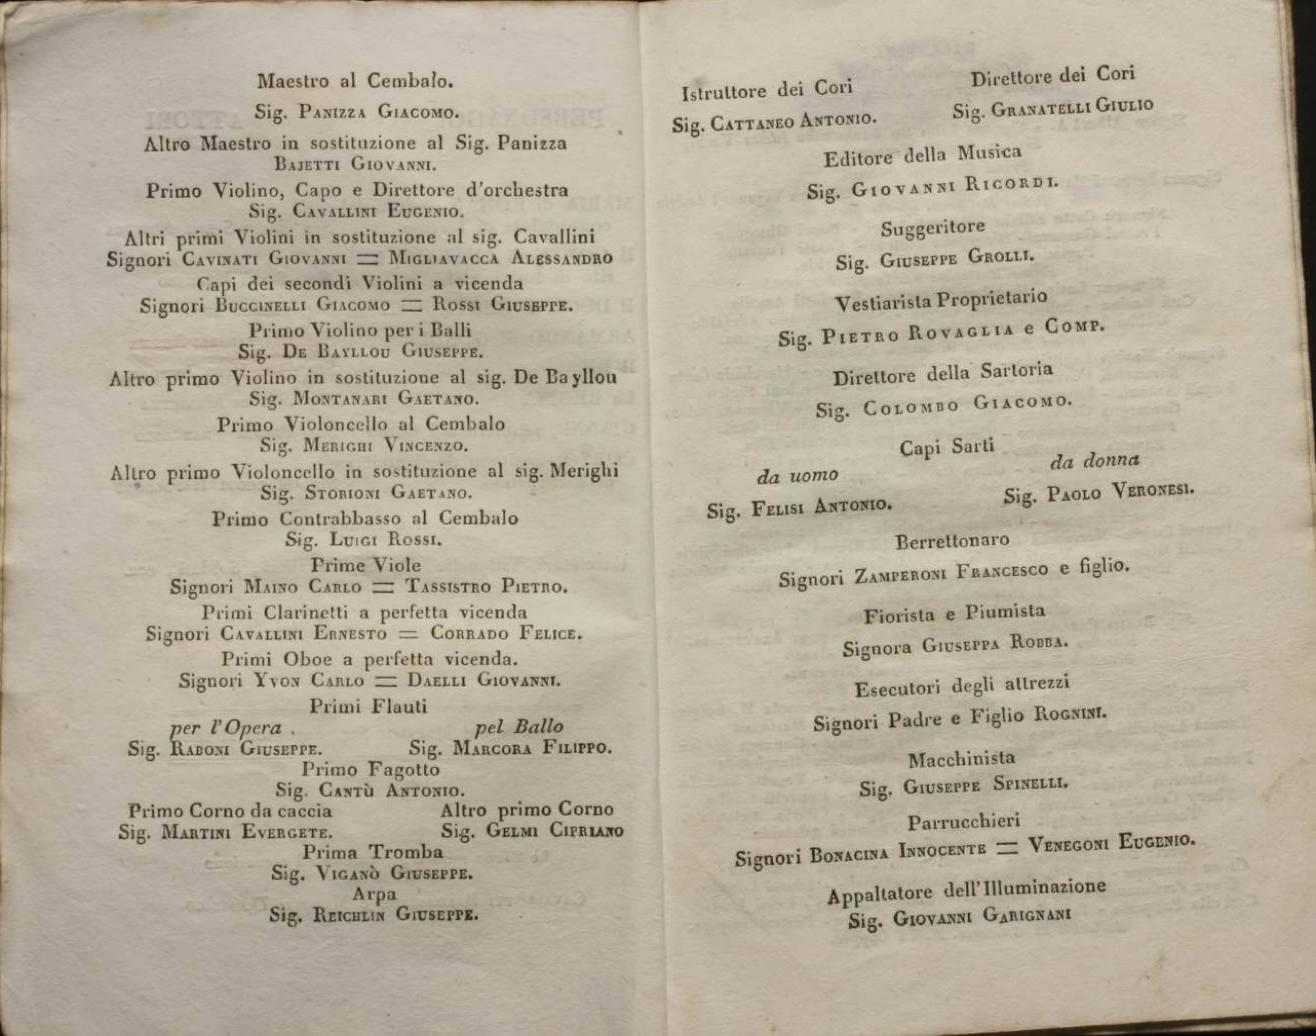 Maestro al Cembalo.
Sig. PANIZZA GIACOMO.
Altro Maestro in sostituzione al Sig. Panizza
BAJETTI GIOVANNI.
Primo Violino, Capo e Direttore d'orchestra
Sig. CAVALLINI EUGENIO.
Altri primi Violini in sostituzione al sig. Cavallini
Signori CAVINATI GIOVANNI = MIGLIAVACCA ALESSANDRO
Capi dei secondi Violini a vicenda
Signori BUCCINELLI GIACOMO = ROSSI GIUSEPPE.
Primo Violino per i Balli
Sig. DE BAYLLOU GIUSEPPE.
Altro primo Violino in sostituzione al sig. De Bayllou
Sig. MONTANARI GAETANO.
Primo Violoncello al Cembalo
Sig. MERIGHI VINCENZO.
Altro primo Violoncello in sostituzione al sig. Merighi
Sig. STORIONI GAETANO.
Primo Contrabbasso al Cembalo
Sig. LUIGI ROSSI.
Prime Viole
Signori MAINO CARLO = TASSISTRO PIETRO.
Primi Clarinetti a perfetta vicenda
Signori CAVALLINI ERNESTO = CORRADO FELICE.
Primi Oboe a perfetta vicenda.
Signori YVON CARLO = DAELLI GIOVANNI.
Primi Flauti
per l'Opera pel Ballo
Sig. RABONI GIUSEPPE. Sig. MARCORA FILIPPO.
Primo Fagotto
Sig. CANTÙ ANTONIO.
Primo Corno da caccia Altro primo Corno
Sig. MARTINI EVERGETE. Sig. GELMI CIPRIANO
Prima Tromba
Sig. VIGANÒ GIUSEPPE.
Arpa
Sig. REICHLIN GIUSEPPE.
Istruttore dei Cori Direttore dei Cori
Sig. CATTANEO ANTONIO. Sig. GRANATELLI GIULIO
Editore della Musica
Sig. GIOVANNI RICORDI.
Suggeritore
Sig. GIUSEPPE GROLLI.
Vestiarista Proprietario
Sig. PIETRO ROVAGLIA e COMP.
Direttore della Sartoria
Sig. COLOMBO GIACOMO.
Capi Sarti
da uomo da donna
Sig. FELISI ANTONIO. Sig. PAOLO VERONESI.
Berrettonaro
Signori ZAMPERONI FRANCESCO e figlio.
Fiorista e Piumista
Signora GIUSEPPA ROBBA.
Esecutori degli attrezzi
Signori Padre e Figlio ROGNINI.
Macchinista
Sig. GIUSEPPE SPINELLI.
Parrucchieri
Signori BONACINA INNOCENTE = VENEGONI EUGENIO.
Appaltatore dell'Illuminazione
Sig. GIOVANNI GARIGNANI